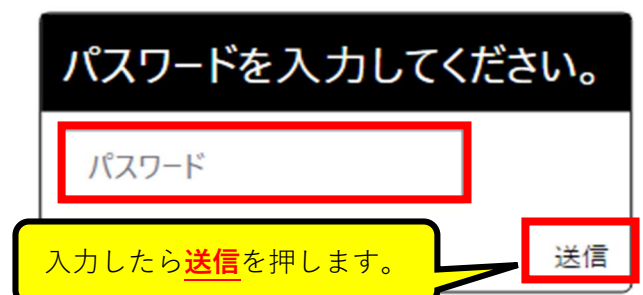 パスワードを入力してください。
パスワード
送信
入力したら送信を押します。